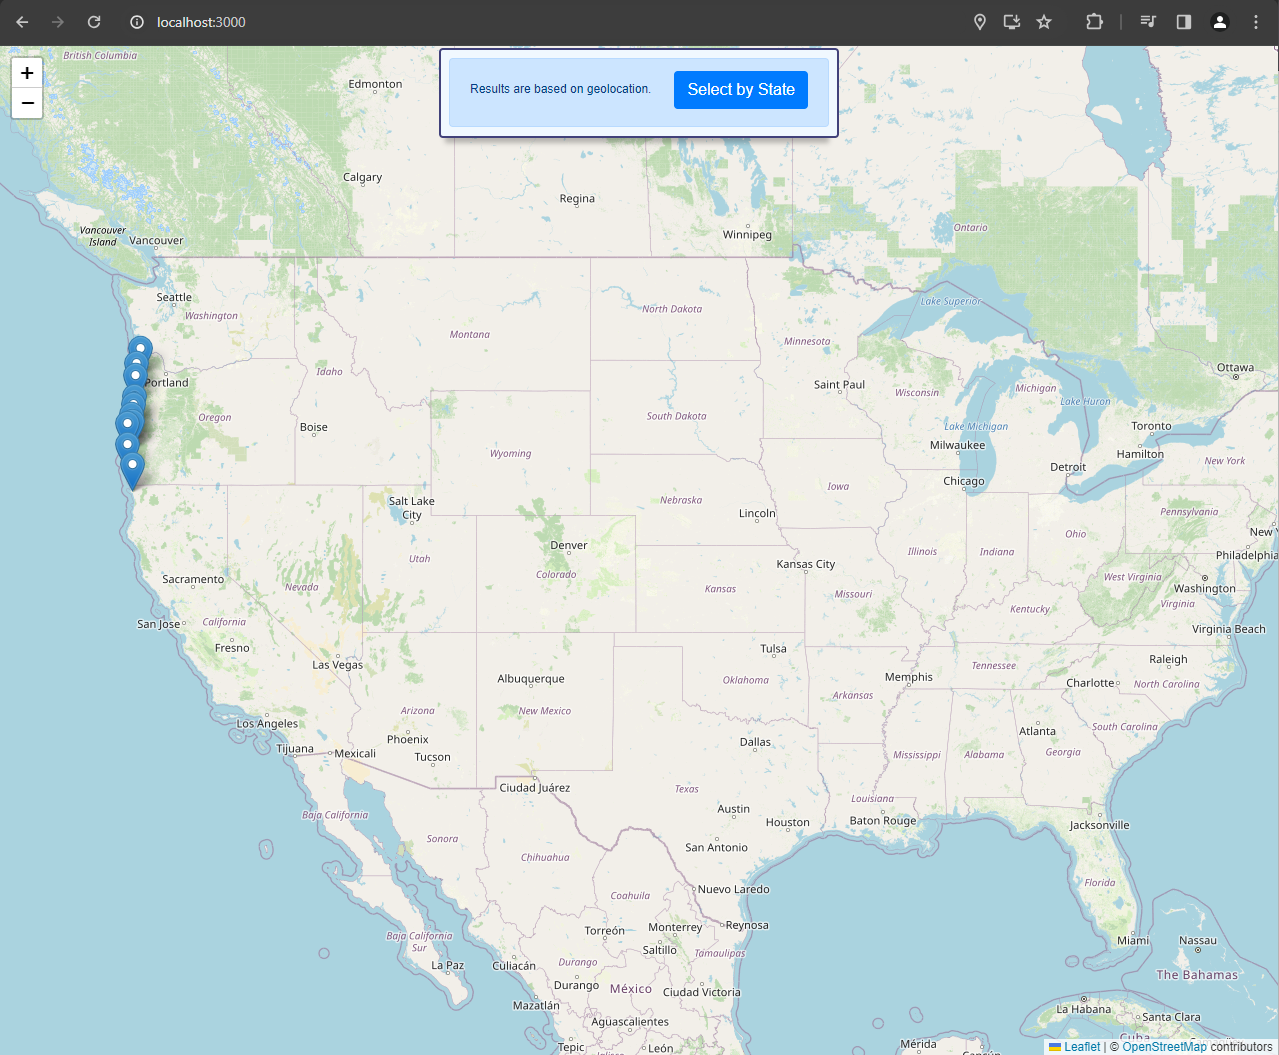 localhost:3000
+
−
Results are based on geolocation.
Select by State
British Columbia
Edmonton
Calgary
Regina
Vancouver
Island
Vancouver
Winnipeg
Ontario
Seattle
Washington
Lake Superior
North Dakota
Montana
Minnesota
Idaho
Ottawa
Portland
Saint Paul
Michigan
Wisconsin
Lake Huron
Oregon
South Dakota
Boise
Lake Michigan
Toronto
Milwaukee
Hamilton
Wyoming
New York
Detroit
Chicago
Iowa
Salt Lake
City
Nebraska
Lincoln
Pennsylvania
New Y
Ohio
Denver
Illinois
Indiana
Philadelphia
Utah
Kansas City
Colorado
Sacramento
Nevada
West Virginia
Kansas
Missouri
Washington
Virginia
Kentucky
San Jose
California
Virginia Beach
Fresno
Tulsa
Las Vegas
Tennessee
Raleigh
Albuquerque
Oklahoma
Memphis
Charlotte
North Carolina
Arkansas
Arizona
New Mexico
Los Angeles
South Carolina
Atlanta
Phoenix
Dallas
Tijuana
Mexicali
Tucson
Mississippi
Alabama
Georgia
Ciudad Juárez
Texas
Louisiana
Austin
Baja California
Houston
Baton Rouge
Jacksonville
Sonora
San Antonio
Chihuahua
Florida
Nuevo Laredo
Coahuila
Reynosa
Monterrey
Torreón
Baja California
Sur
Miami
Nassau
Saltillo
Tamaulipas
La Paz
Culiacán
Durango
The Bahamas
Durango
México
Ciudad Victoria
Mazatlán
La Habana
Santa Clara
Aguascalientes
Cuba
Tepic
León
Mérida
Jalisco
Cancún
Leaflet | © OpenStreetMap contributors